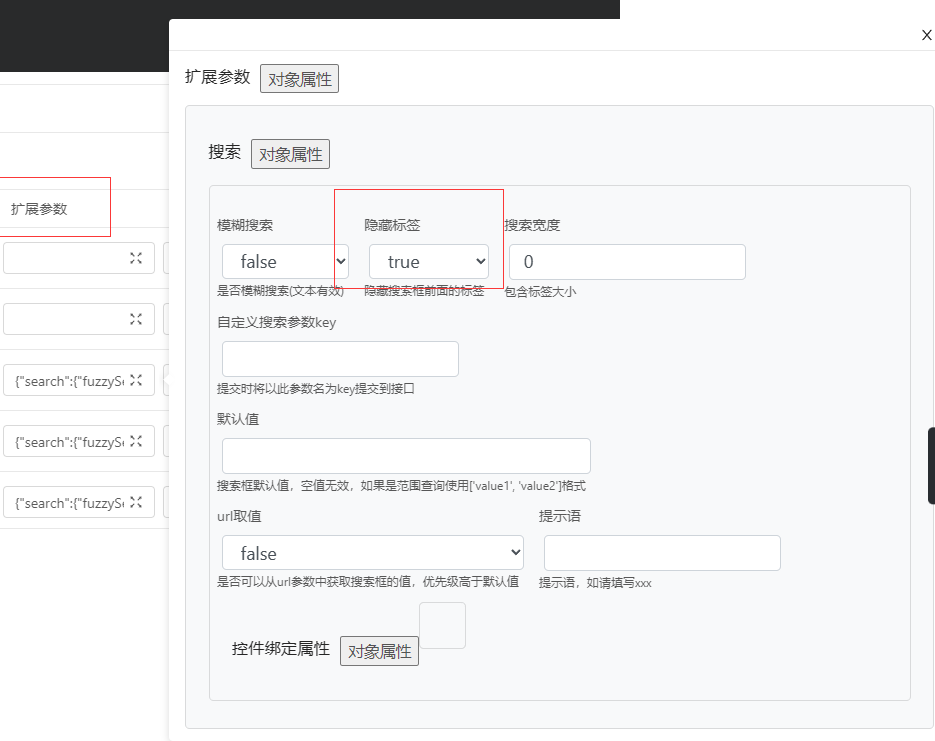 X
扩展参数 对象属性
搜索 对象属性
扩展参数
模糊搜索 隐藏标签 搜索宽度
false true 0
是否模糊搜索(文本有效) 隐藏搜索框前面的标签 包含标签大小
自定义搜索参数key
提交时将以此参数名为key提交到接口
{"search":{"fuzzySe
默认值
{"search":{"fuzzySe
搜索框默认值，空值无效，如果是范围查询使用['value1', 'value2']格式
{"search":{"fuzzySe
url取值 提示语
false
是否可以从url参数中获取搜索框的值，优先级高于默认值 提示语，如请填写xxx
控件绑定属性 对象属性